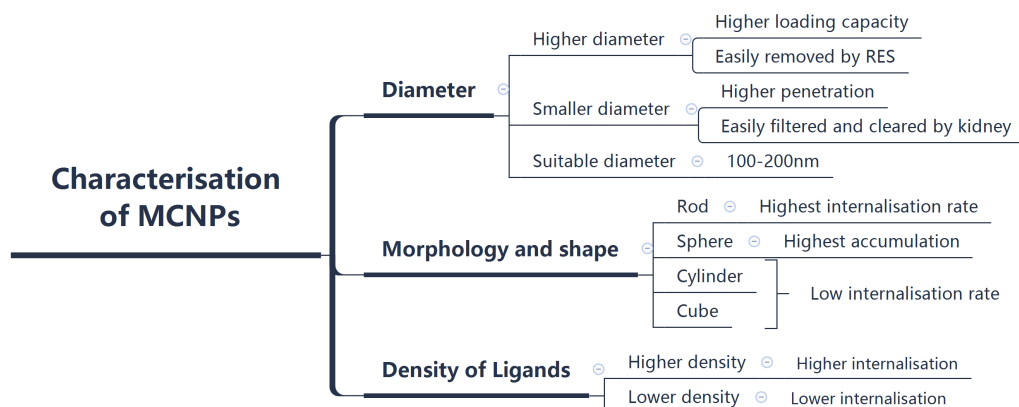 Characterisation
of MCNPs
Diameter
Higher diameter
Higher loading capacity
Easily removed by RES
Smaller diameter
Higher penetration
Easily filtered and cleared by kidney
Suitable diameter
100-200nm
Morphology and shape
Rod
Highest internalisation rate
Sphere
Highest accumulation
Cylinder
Cube
Low internalisation rate
Density of Ligands
Higher density
Higher internalisation
Lower density
Lower internalisation